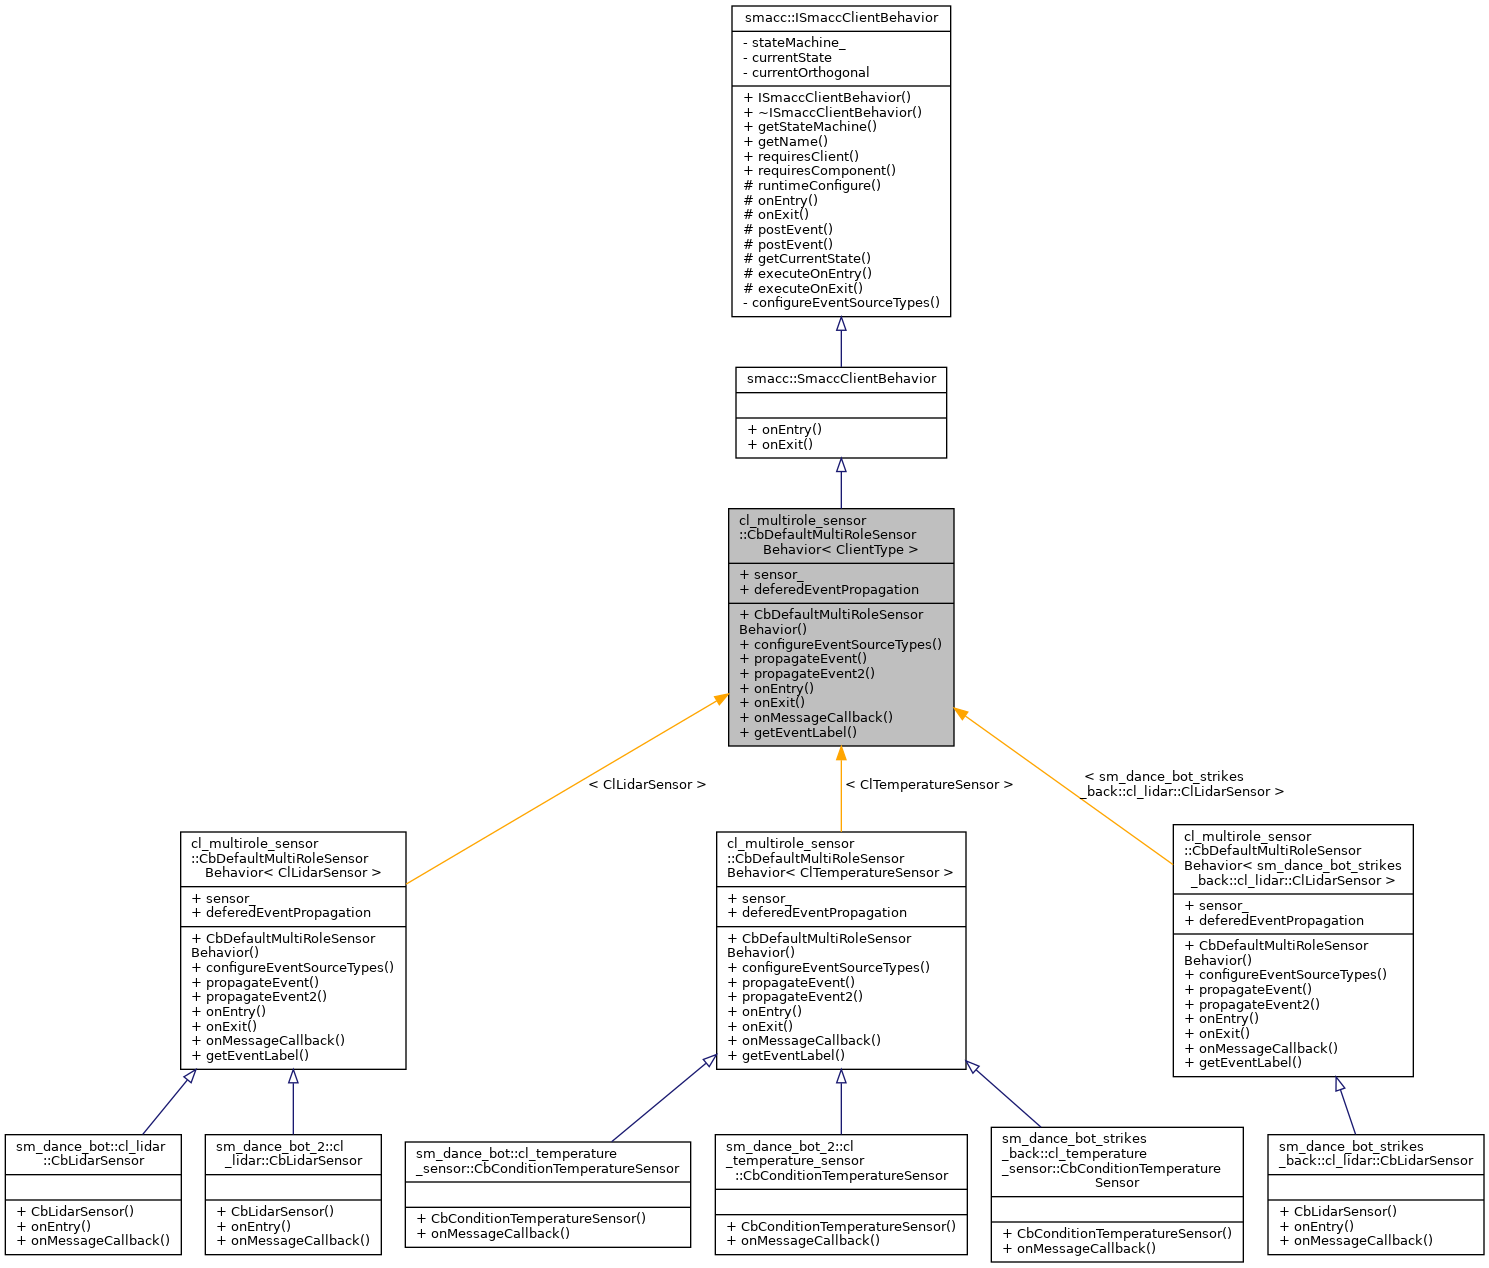 smacc::ISmaccClientBehavior
- stateMachine_
- currentState
- currentOrthogonal
+ ISmaccClientBehavior()
+ ~ISmaccClientBehavior()
+ getStateMachine()
+ getName()
+ requiresClient()
+ requiresComponent()
# runtimeConfigure()
# onEntry()
# onExit()
# postEvent()
# postEvent()
# getCurrentState()
# executeOnEntry()
# executeOnExit()
- configureEventSourceTypes()
smacc::SmaccClientBehavior
+ onEntry()
+ onExit()
cl_multirole_sensor
::CbDefaultMultiRoleSensor
Behavior< ClientType >
+ sensor_
+ deferedEventPropagation
+ CbDefaultMultiRoleSensor
Behavior()
+ configureEventSourceTypes()
+ propagateEvent()
+ propagateEvent2()
+ onEntry()
+ onExit()
+ onMessageCallback()
+ getEventLabel()
< ClLidarSensor >
< ClTemperatureSensor >
< sm_dance_bot_strikes
_back::cl_lidar::ClLidarSensor >
cl_multirole_sensor
::CbDefaultMultiRoleSensor
Behavior< ClLidarSensor >
+ sensor_
+ deferedEventPropagation
+ CbDefaultMultiRoleSensor
Behavior()
+ configureEventSourceTypes()
+ propagateEvent()
+ propagateEvent2()
+ onEntry()
+ onExit()
+ onMessageCallback()
+ getEventLabel()
cl_multirole_sensor
::CbDefaultMultiRoleSensor
Behavior< ClTemperatureSensor >
+ sensor_
+ deferedEventPropagation
+ CbDefaultMultiRoleSensor
Behavior()
+ configureEventSourceTypes()
+ propagateEvent()
+ propagateEvent2()
+ onEntry()
+ onExit()
+ onMessageCallback()
+ getEventLabel()
cl_multirole_sensor
::CbDefaultMultiRoleSensor
Behavior< sm_dance_bot_strikes
_back::cl_lidar::ClLidarSensor >
+ sensor_
+ deferedEventPropagation
+ CbDefaultMultiRoleSensor
Behavior()
+ configureEventSourceTypes()
+ propagateEvent()
+ propagateEvent2()
+ onEntry()
+ onExit()
+ onMessageCallback()
+ getEventLabel()
sm_dance_bot::cl_lidar
::CbLidarSensor
+ CbLidarSensor()
+ onEntry()
+ onMessageCallback()
sm_dance_bot_2::cl
_lidar::CbLidarSensor
+ CbLidarSensor()
+ onEntry()
+ onMessageCallback()
sm_dance_bot::cl_temperature
_sensor::CbConditionTemperatureSensor
+ CbConditionTemperatureSensor()
+ onMessageCallback()
sm_dance_bot_2::cl
_temperature_sensor
::CbConditionTemperatureSensor
+ CbConditionTemperatureSensor()
+ onMessageCallback()
sm_dance_bot_strikes
_back::cl_temperature
_sensor::CbConditionTemperature
Sensor
+ CbConditionTemperatureSensor()
+ onMessageCallback()
sm_dance_bot_strikes
_back::cl_lidar::CbLidarSensor
+ CbLidarSensor()
+ onEntry()
+ onMessageCallback()